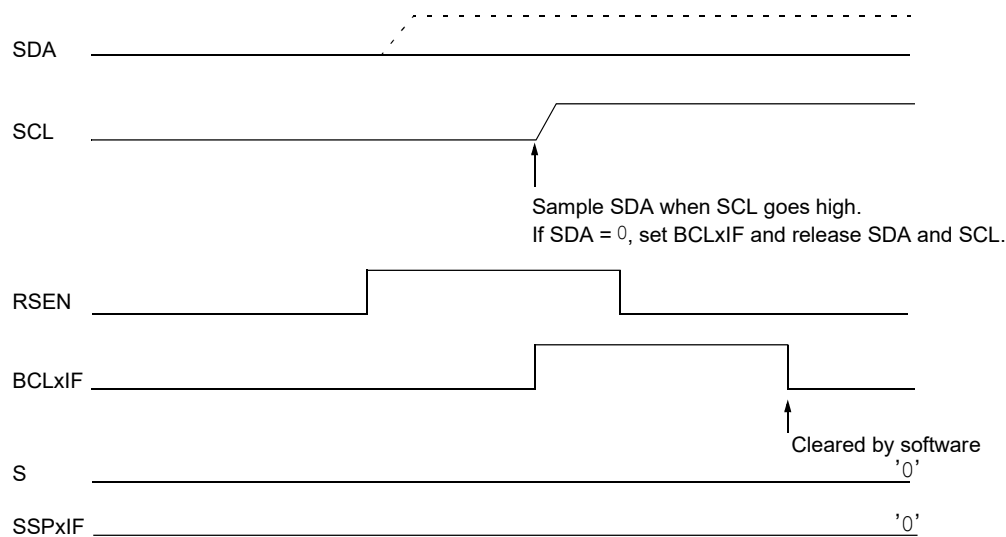 SDA
SCL
Sample SDA when SCL goes high.
If SDA = 0, set BCLxIF and release SDA and SCL.
RSEN
BCLxIF
Cleared by software
S '0'
SSPxIF '0'